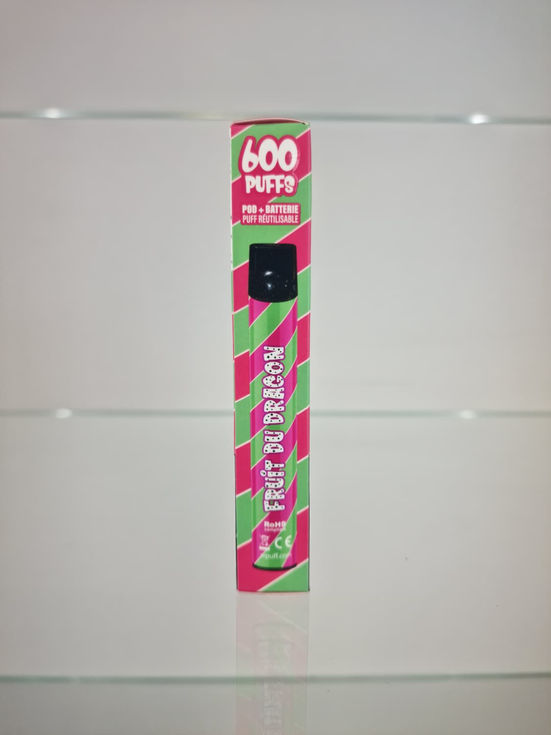 600
PUFFS
POD + BATTERIE
PUFF RÉUTILISABLE
FRUIT DU DRAGON
RoHS
CE